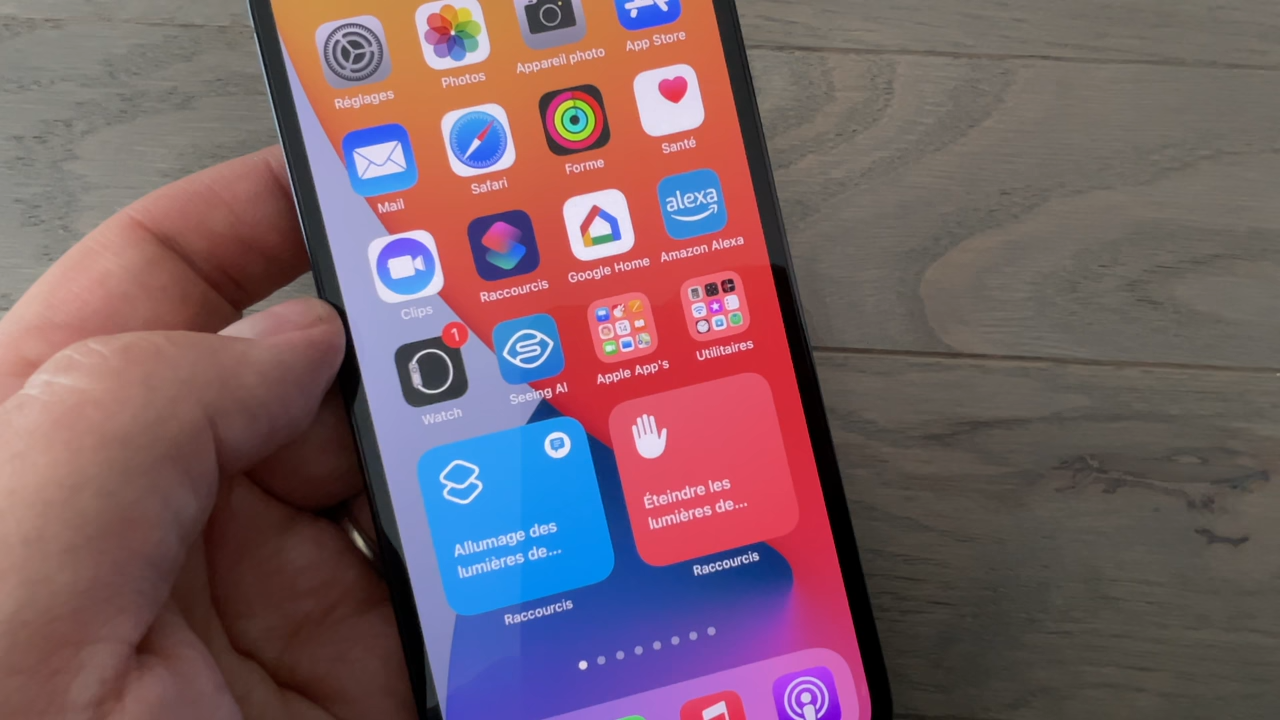 Réglages
Photos
Appareil photo
App Store
Mail
Safari
Forme
Santé
Clips
Raccourcis
Google Home
alexa
Amazon Alexa
1
Watch
Seeing AI
14
Apple App's
Utilitaires
Allumage des
lumières de...
Raccourcis
Éteindre les
lumières de...
Raccourcis